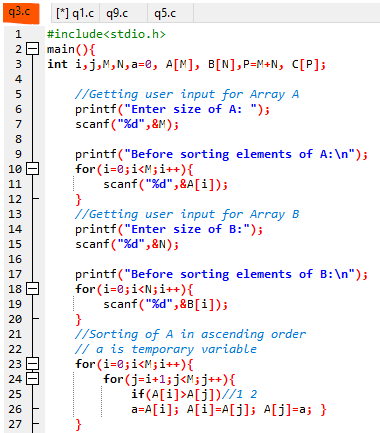 q3.c [*] q1.c q9.c q5.c
1 #include<stdio.h>
2 main(){
3 int i,j,M,N,a=0, A[M], B[N],P=M+N, C[P];
4
5 //Getting user input for Array A
6 printf("Enter size of A: ");
7 scanf("%d",&M);
8
9 printf("Before sorting elements of A:\n");
10 for(i=0;i<M;i++){
11 scanf("%d",&A[i]);
12 }
13 //Getting user input for Array B
14 printf("Enter size of B:");
15 scanf("%d",&N);
16
17 printf("Before sorting elements of B:\n");
18 for(i=0;i<N;i++){
19 scanf("%d",&B[i]);
20 }
21 //Sorting of A in ascending order
22 // a is temporary variable
23 for(i=0;i<M;i++){
24 for(j=i+1;j<M;j++){
25 if(A[i]>A[j])//1 2
26 a=A[i]; A[i]=A[j]; A[j]=a; }
27 }